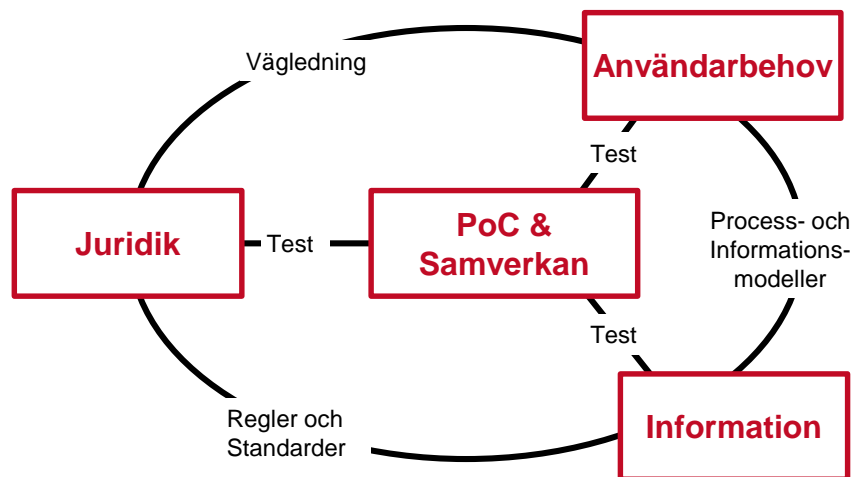 Vägledning
Användarbehov
Test
Juridik
Test
PoC &
Samverkan
Process- och
Informations-
modeller
Test
Regler och
Standarder
Information